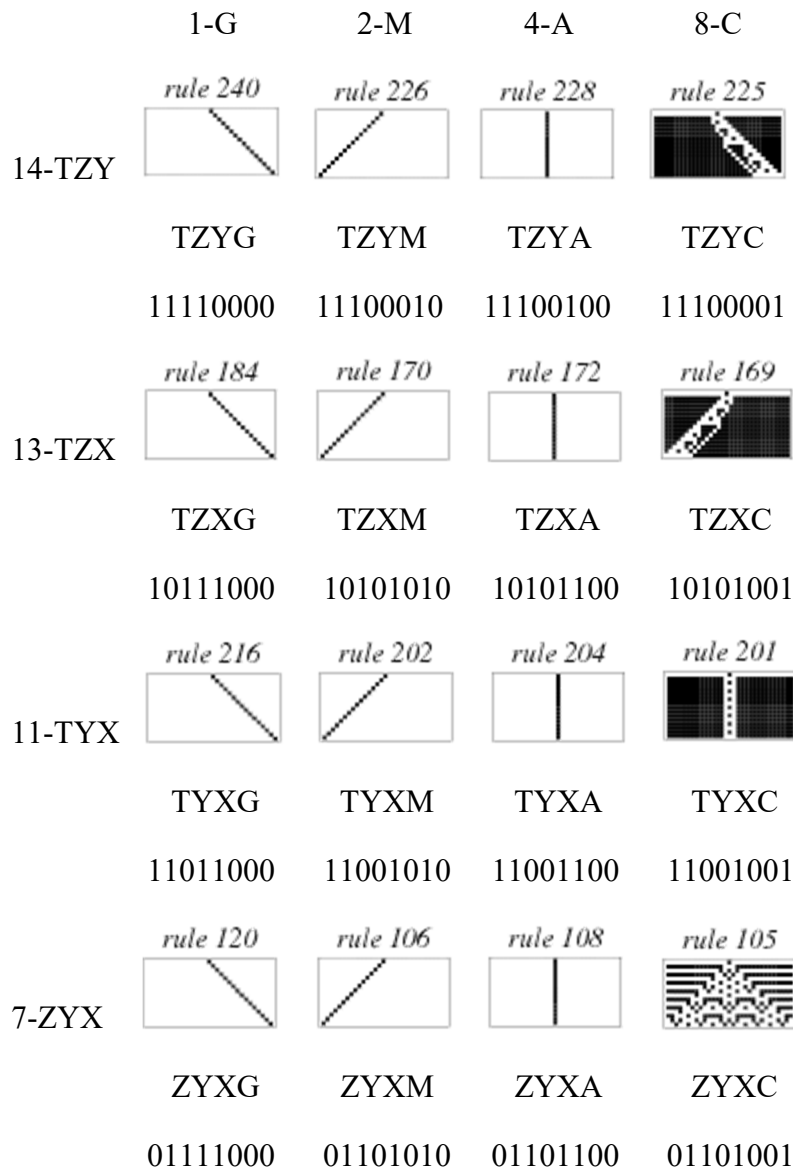 1-G 2-M 4-A 8-C
rule 240 rule 226 rule 228 rule 225
14-TZY
TZYG TZYM TZYA TZYC
11110000 11100010 11100100 11100001
rule 184 rule 170 rule 172 rule 169
13-TZX
TZXG TZXM TZXA TZXC
10111000 10101010 10101100 10101001
rule 216 rule 202 rule 204 rule 201
11-TYX
TYXG TYXM TYXA TYXC
11011000 11001010 11001100 11001001
rule 120 rule 106 rule 108 rule 105
7-ZYX
ZYXG ZYXM ZYXA ZYXC
01111000 01101010 01101100 01101001